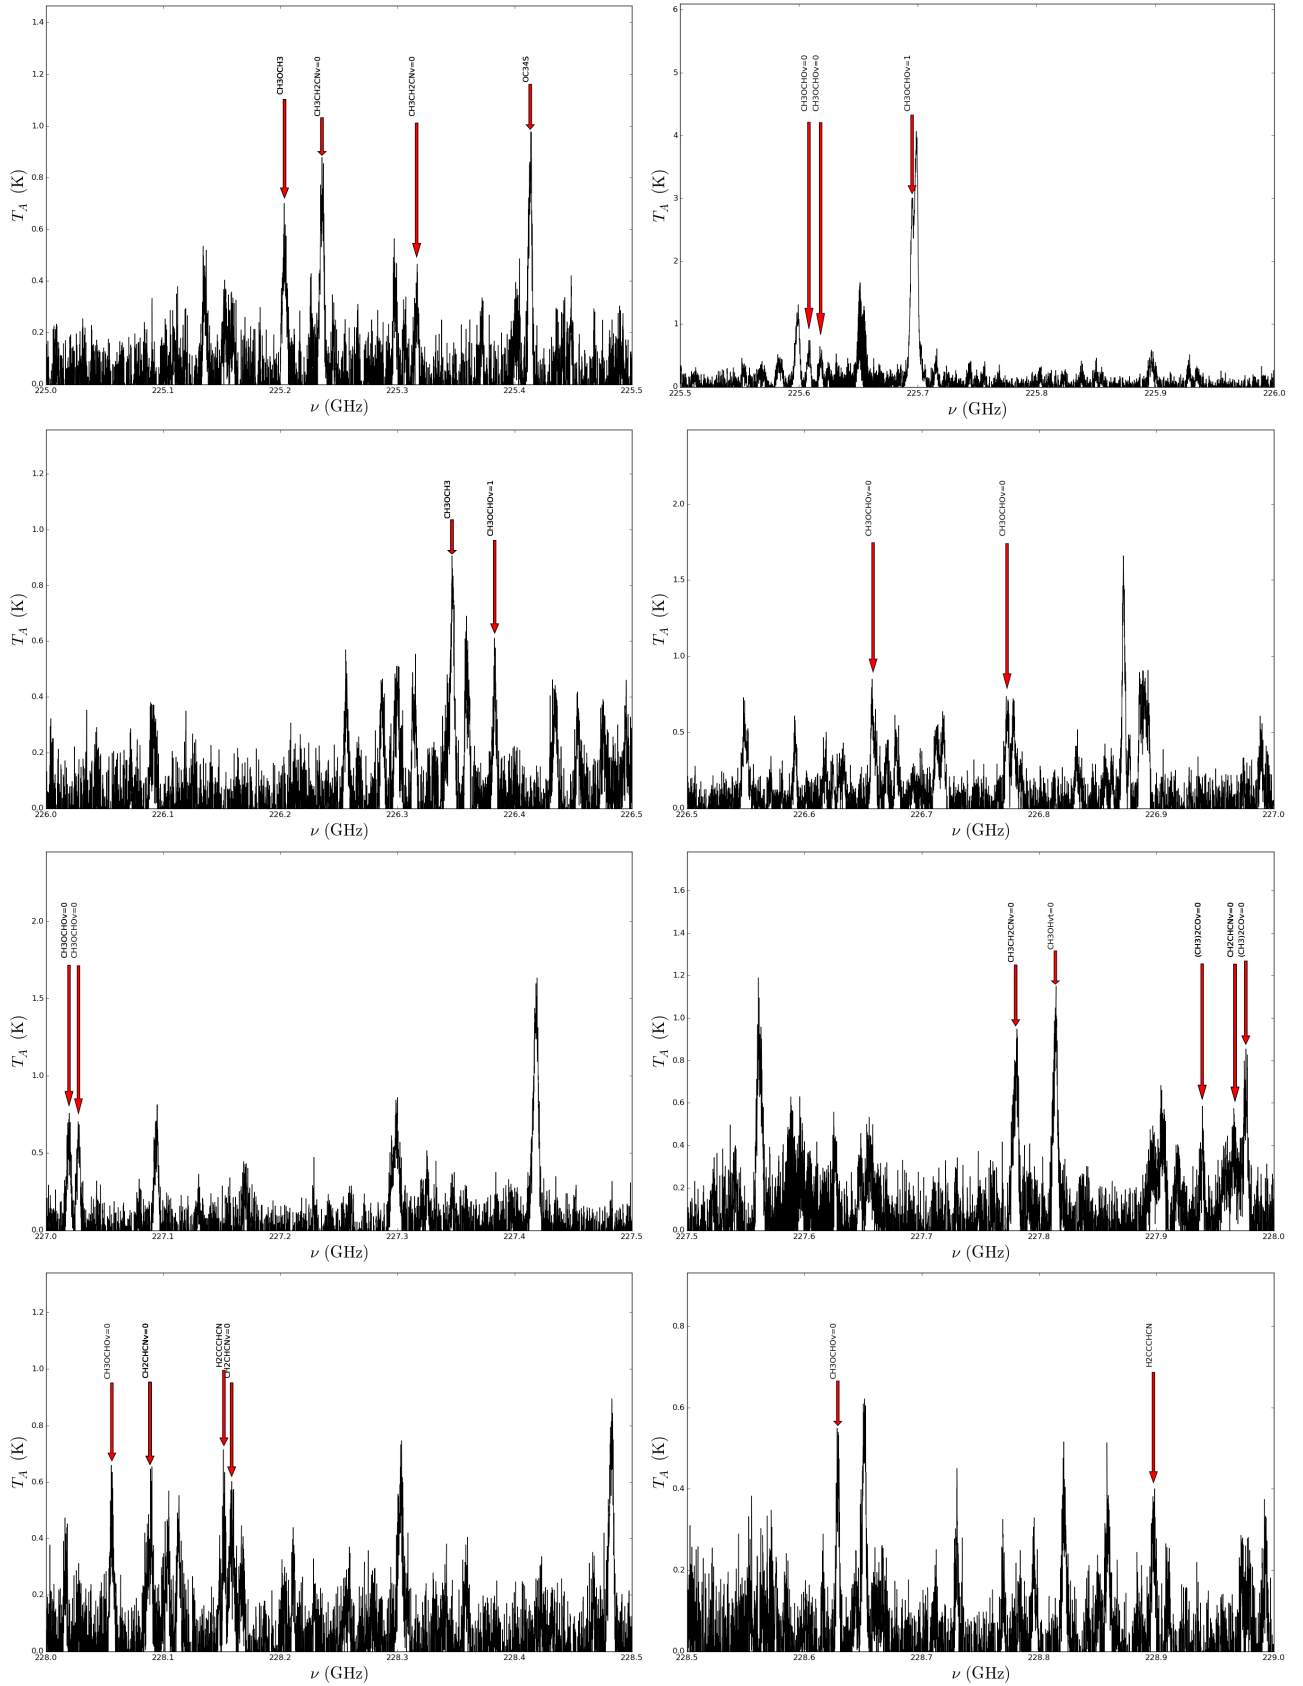 CH3OCH3
CH3CH2CNv=0
CH3CH2CNv=0
OC34S
1.4
1.2
1.0
0.8
0.6
0.4
0.2
0.0
T_A (K)
225.0
225.1
225.2
225.3
225.4
225.5
ν (GHz)
CH3OCHOv=0
CH3OCHOv=0
CH3OCHOv=1
6
5
4
3
2
1
0
T_A (K)
225.5
225.6
225.7
225.8
225.9
226.0
ν (GHz)
CH3OCH3
CH3OCHOv=1
1.2
1.0
0.8
0.6
0.4
0.2
0.0
T_A (K)
226.0
226.1
226.2
226.3
226.4
226.5
ν (GHz)
CH3OCHOv=0
CH3OCHOv=0
2.0
1.5
1.0
0.5
0.0
T_A (K)
226.5
226.6
226.7
226.8
226.9
227.0
ν (GHz)
CH3OCHOv=0
CH3OCHOv=0
2.0
1.5
1.0
0.5
0.0
T_A (K)
227.0
227.1
227.2
227.3
227.4
227.5
ν (GHz)
CH3CH2CNv=0
CH3OHvt=0
(CH3)2COv=0
CH2CHCNv=0
(CH3)2COv=0
1.6
1.4
1.2
1.0
0.8
0.6
0.4
0.2
0.0
T_A (K)
227.5
227.6
227.7
227.8
227.9
228.0
ν (GHz)
CH3OCHOv=0
CH2CHCNv=0
H2CCCHCN
CH2CHCNv=0
1.2
1.0
0.8
0.6
0.4
0.2
0.0
T_A (K)
228.0
228.1
228.2
228.3
228.4
228.5
ν (GHz)
CH3OCHOv=0
H2CCCHCN
0.8
0.6
0.4
0.2
0.0
T_A (K)
228.5
228.6
228.7
228.8
228.9
229.0
ν (GHz)